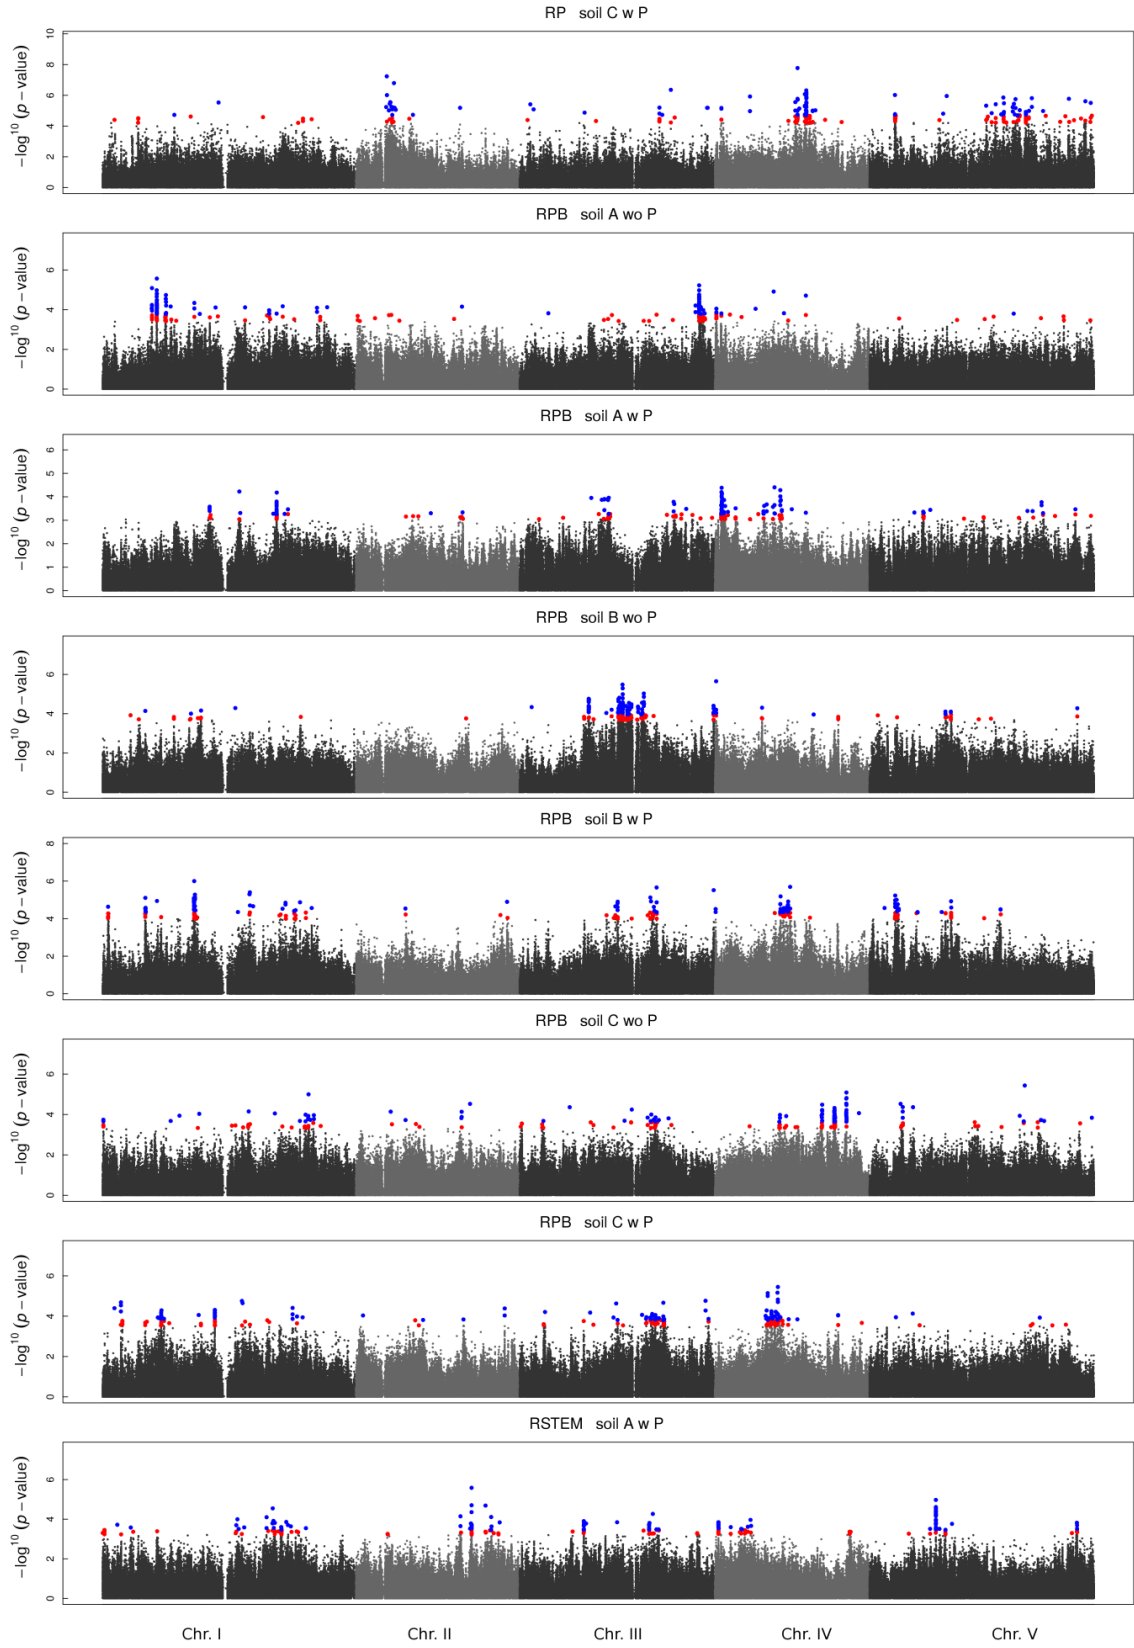 RP soil C w P
−log¹⁰ (p − value)
10
8
6
4
2
0
RPB soil A wo P
−log¹⁰ (p − value)
6
4
2
0
RPB soil A w P
−log¹⁰ (p − value)
6
5
4
3
2
1
0
RPB soil B wo P
−log¹⁰ (p − value)
6
4
2
0
RPB soil B w P
−log¹⁰ (p − value)
8
6
4
2
0
RPB soil C wo P
−log¹⁰ (p − value)
6
4
2
0
RPB soil C w P
−log¹⁰ (p − value)
6
4
2
0
RSTEM soil A w P
−log¹⁰ (p − value)
6
4
2
0
Chr. I Chr. II Chr. III Chr. IV Chr. V